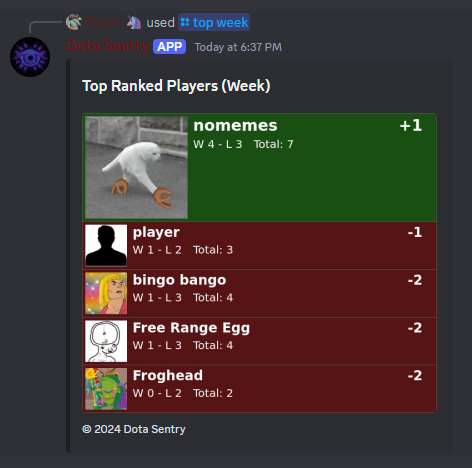 used top week
Dota Sentry APP Today at 6:37 PM
Top Ranked Players (Week)
nomemes +1
W 4 - L 3 Total: 7
player -1
W 1 - L 2 Total: 3
bingo bango -2
W 1 - L 3 Total: 4
Free Range Egg -2
W 1 - L 3 Total: 4
Froghead -2
W 0 - L 2 Total: 2
© 2024 Dota Sentry